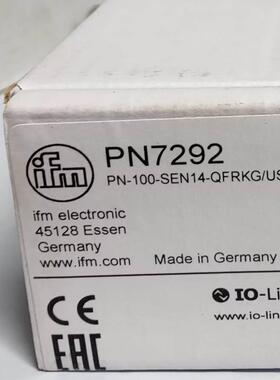 ifm
PN7292
PN-100-SEN14-QFRKG/US
ifm electronic
45128 Essen
Germany
www.ifm.com
Made in Germany
IO-Li
www.io-lin
CE
EAC